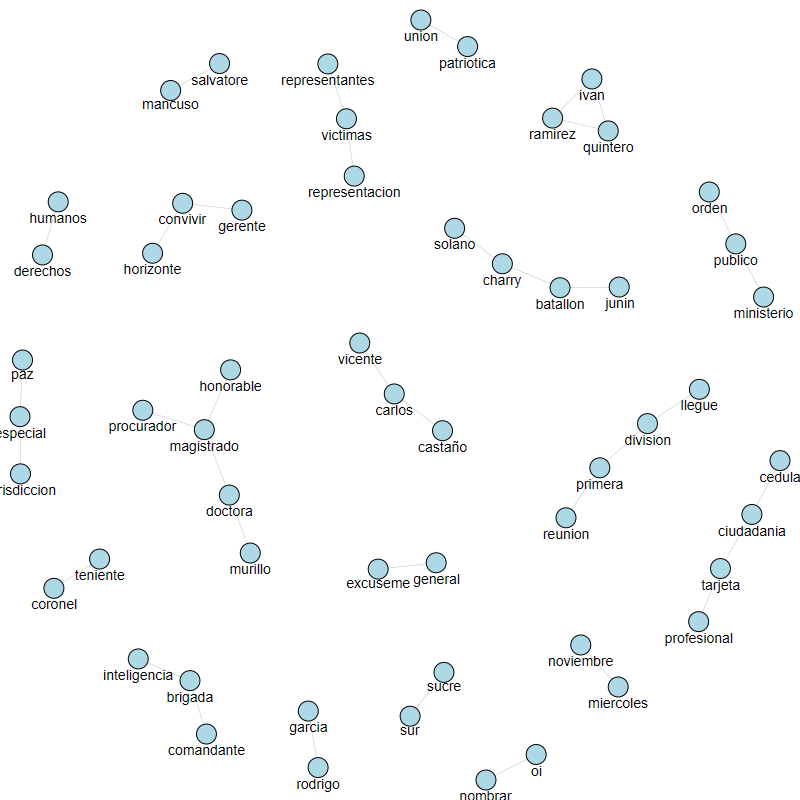 union
patriotica
salvatore
mancuso
representantes
victimas
representacion
ivan
ramirez
quintero
humanos
derechos
convivir
gerente
horizonte
solano
charry
batallon
junin
orden
publico
ministerio
paz
especial
risdiccion
honorable
procurador
magistrado
doctora
murillo
vicente
carlos
castaño
llegue
division
primera
reunion
cedula
ciudadania
tarjeta
profesional
teniente
coronel
excuseme
general
inteligencia
brigada
comandante
garcia
rodrigo
sucre
sur
noviembre
miercoles
oi
nombrar